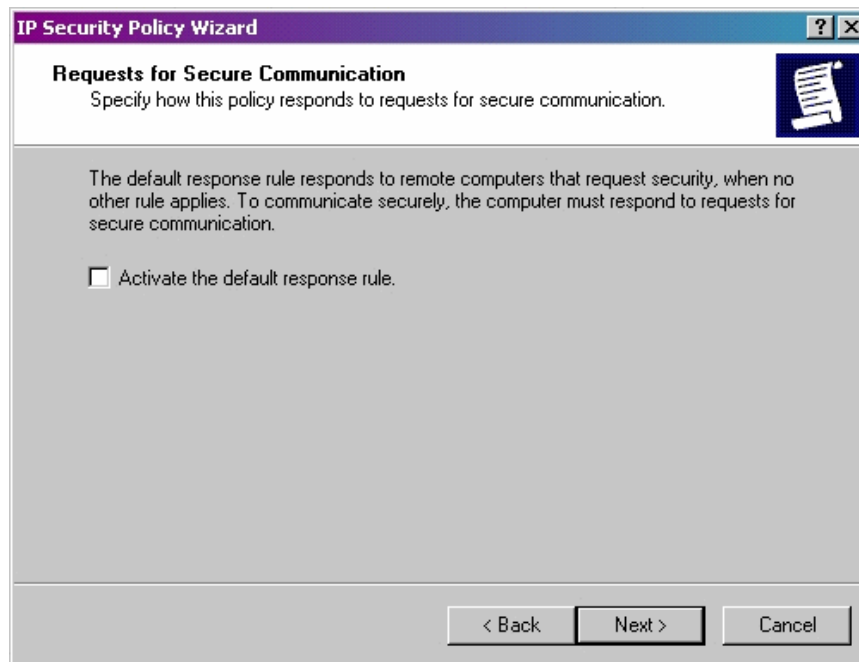 IP Security Policy Wizard
Requests for Secure Communication
Specify how this policy responds to requests for secure communication.
The default response rule responds to remote computers that request security, when no
other rule applies. To communicate securely, the computer must respond to requests for
secure communication.
Activate the default response rule.
< Back
Next >
Cancel